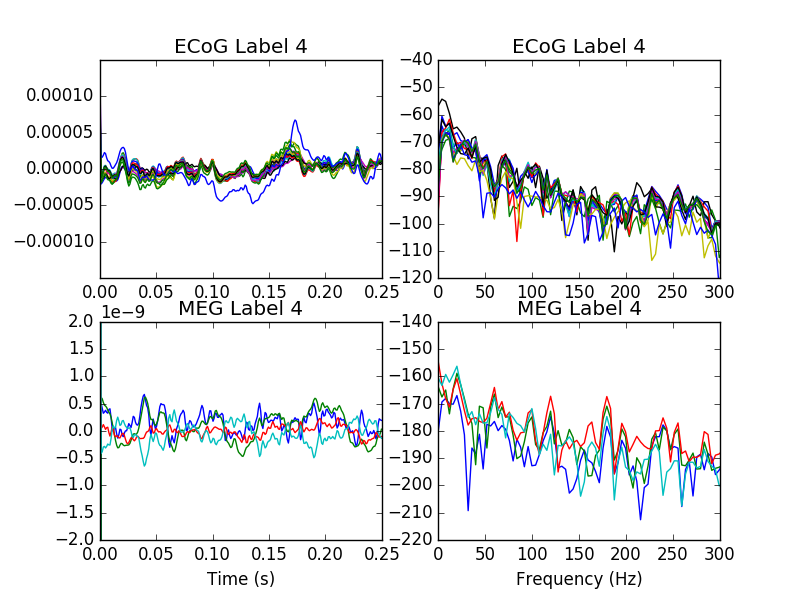 ECoG Label 4
0.00010
0.00005
0.00000
−0.00005
−0.00010
0.00 0.05 0.10 0.15 0.20 0.25
ECoG Label 4
−40
−50
−60
−70
−80
−90
−100
−110
−120
0 50 100 150 200 250 300
MEG Label 4
1e−9
2.0
1.5
1.0
0.5
0.0
−0.5
−1.0
−1.5
−2.0
0.00 0.05 0.10 0.15 0.20 0.25
Time (s)
MEG Label 4
−140
−150
−160
−170
−180
−190
−200
−210
−220
0 50 100 150 200 250 300
Frequency (Hz)